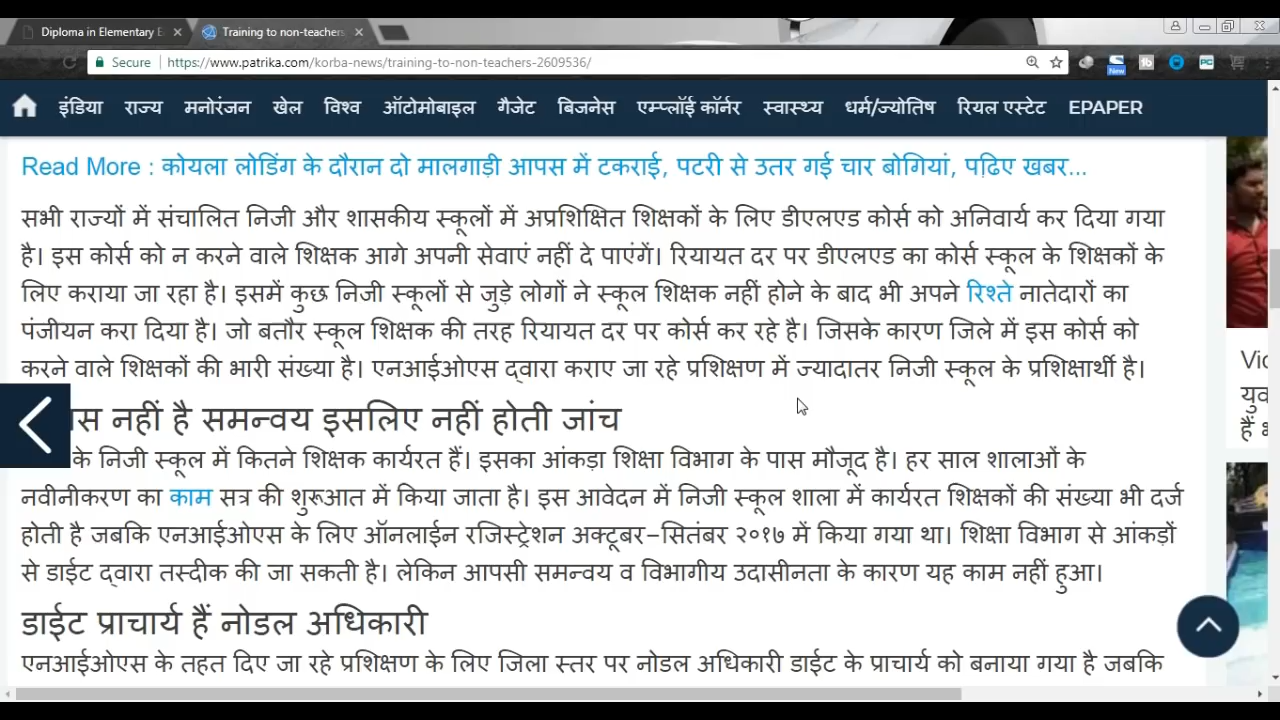 Diploma in Elementary E
Training to non-teachers
Secure https://www.patrika.com/korba-news/training-to-non-teachers-2609536/
New
PC
इंडिया राज्य मनोरंजन खेल विश्व ऑटोमोबाइल गैजेट बिजनेस एम्प्लॉई कॉर्नर स्वास्थ्य धर्म/ज्योतिष रियल एस्टेट EPAPER
Read More : कोयला लोडिंग के दौरान दो मालगाड़ी आपस में टकराई, पटरी से उतर गई चार बोगियां, पढ़िए खबर...
सभी राज्यों में संचालित निजी और शासकीय स्कूलों में अप्रशिक्षित शिक्षकों के लिए डीएलएड कोर्स को अनिवार्य कर दिया गया
है। इस कोर्स को न करने वाले शिक्षक आगे अपनी सेवाएं नहीं दे पाएंगें। रियायत दर पर डीएलएड का कोर्स स्कूल के शिक्षकों के
लिए कराया जा रहा है। इसमें कुछ निजी स्कूलों से जुड़े लोगों ने स्कूल शिक्षक नहीं होने के बाद भी अपने रिश्ते नातेदारों का
पंजीयन करा दिया है। जो बतौर स्कूल शिक्षक की तरह रियायत दर पर कोर्स कर रहे है। जिसके कारण जिले में इस कोर्स को
करने वाले शिक्षकों की भारी संख्या है। एनआईओएस द्वारा कराए जा रहे प्रशिक्षण में ज्यादातर निजी स्कूल के प्रशिक्षार्थी है।
स नहीं है समन्वय इसलिए नहीं होती जांच
के निजी स्कूल में कितने शिक्षक कार्यरत हैं। इसका आंकड़ा शिक्षा विभाग के पास मौजूद है। हर साल शालाओं के
नवीनीकरण का काम सत्र की शुरूआत में किया जाता है। इस आवेदन में निजी स्कूल शाला में कार्यरत शिक्षकों की संख्या भी दर्ज
होती है जबकि एनआईओएस के लिए ऑनलाईन रजिस्ट्रेशन अक्टूबर-सितंबर २०१७ में किया गया था। शिक्षा विभाग से आंकड़ों
से डाईट द्वारा तस्दीक की जा सकती है। लेकिन आपसी समन्वय व विभागीय उदासीनता के कारण यह काम नहीं हुआ।
डाईट प्राचार्य हैं नोडल अधिकारी
एनआईओएस के तहत दिए जा रहे प्रशिक्षण के लिए जिला स्तर पर नोडल अधिकारी डाईट के प्राचार्य को बनाया गया है जबकि
Vic
युव
हैं भ